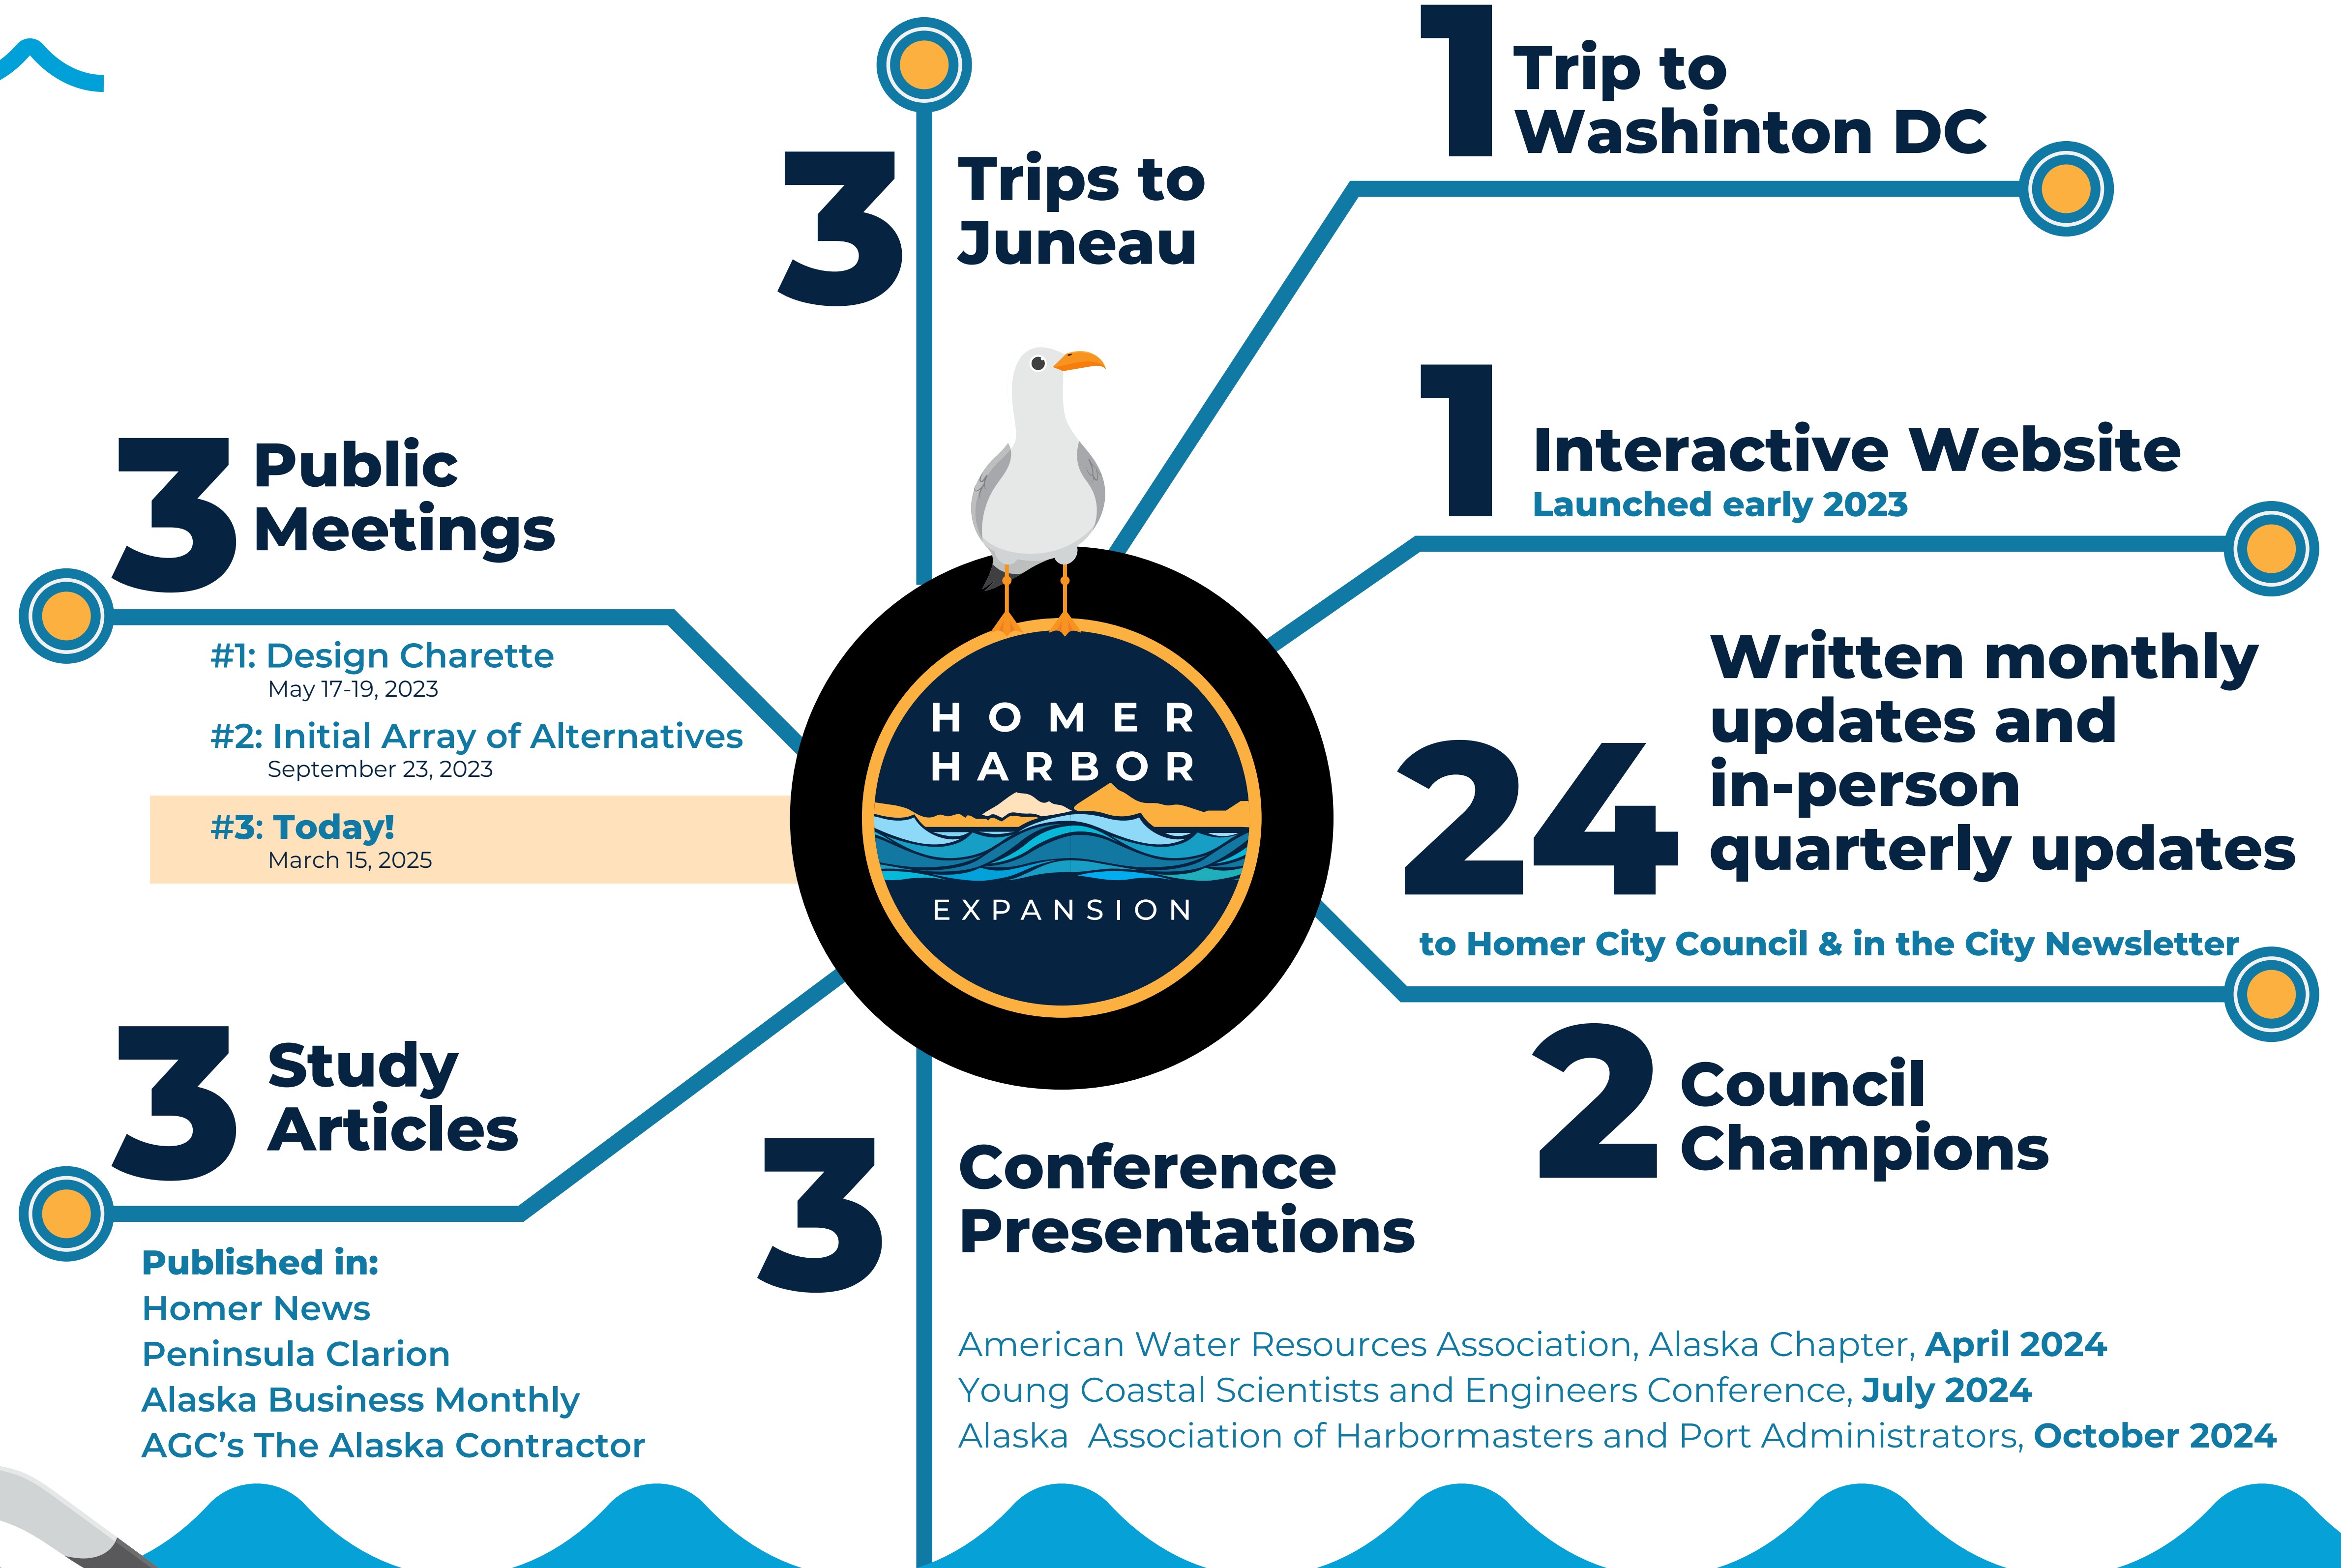 3
Trips to
Juneau
1
Trip to
Washinton DC
3
Public
Meetings
#1: Design Charette
May 17-19, 2023
#2: Initial Array of Alternatives
September 23, 2023
#3: Today!
March 15, 2025
1
Interactive Website
Launched early 2023
HOMER
HARBOR
EXPANSION
24
Written monthly
updates and
in-person
quarterly updates
to Homer City Council & in the City Newsletter
3
Study
Articles
Published in:
Homer News
Peninsula Clarion
Alaska Business Monthly
AGC’s The Alaska Contractor
3
Conference
Presentations
American Water Resources Association, Alaska Chapter, April 2024
Young Coastal Scientists and Engineers Conference, July 2024
Alaska  Association of Harbormasters and Port Administrators, October 2024
2
Council
Champions